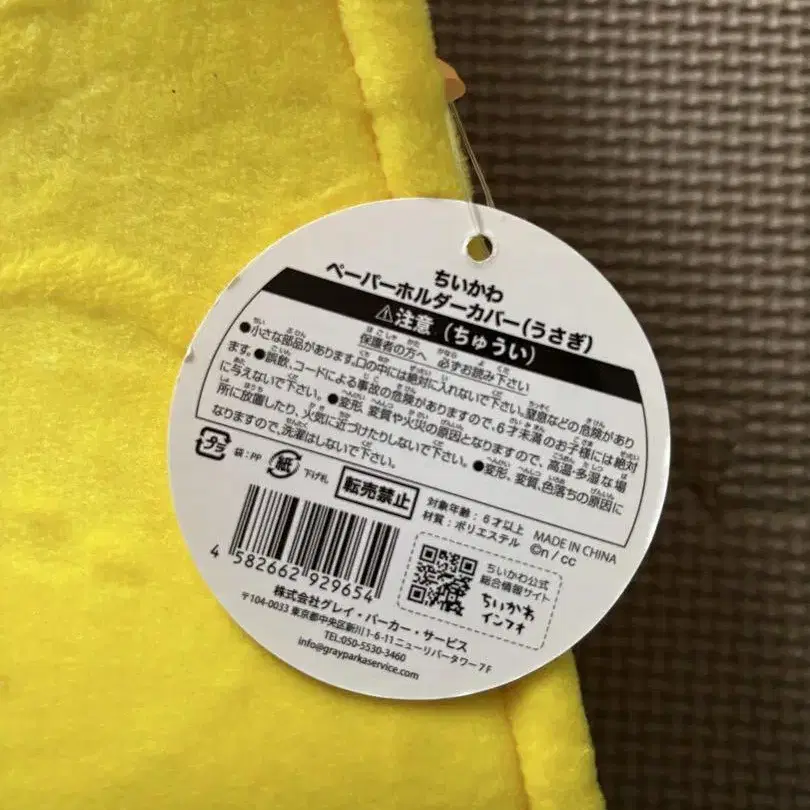 ちいかわ
ペーパーホルダーカバー(うさぎ)
⚠注意(ちゅうい)
保護者の方へ 必ずお読み下さい
●小さな部品があります。口の中には絶対に入れないで下さい。窒息などの危険があり
ます。●誤飲、コードによる事故の危険がありますので、6才未満のお子様には絶対
に与えないで下さい。●変形、変質や火災の原因となりますので、高温・多湿な場
所に放置したり、火気に近づけたりしないで下さい。●変形、変質、色落ちの原因に
なりますので、洗濯はしないで下さい。
プラ 袋:PP 紙 下げ札
転売禁止
対象年齢:6才以上
材質:ポリエステル
MADE IN CHINA
©n / cc
4 582662 929654
ちいかわ公式
総合情報サイト
ちいかわ
インフォ
株式会社グレイ・パーカー・サービス
〒104-0033 東京都中央区新川1-6-11 ニューリバータワー7F
TEL:050-5530-3460
info@grayparkaservice.com